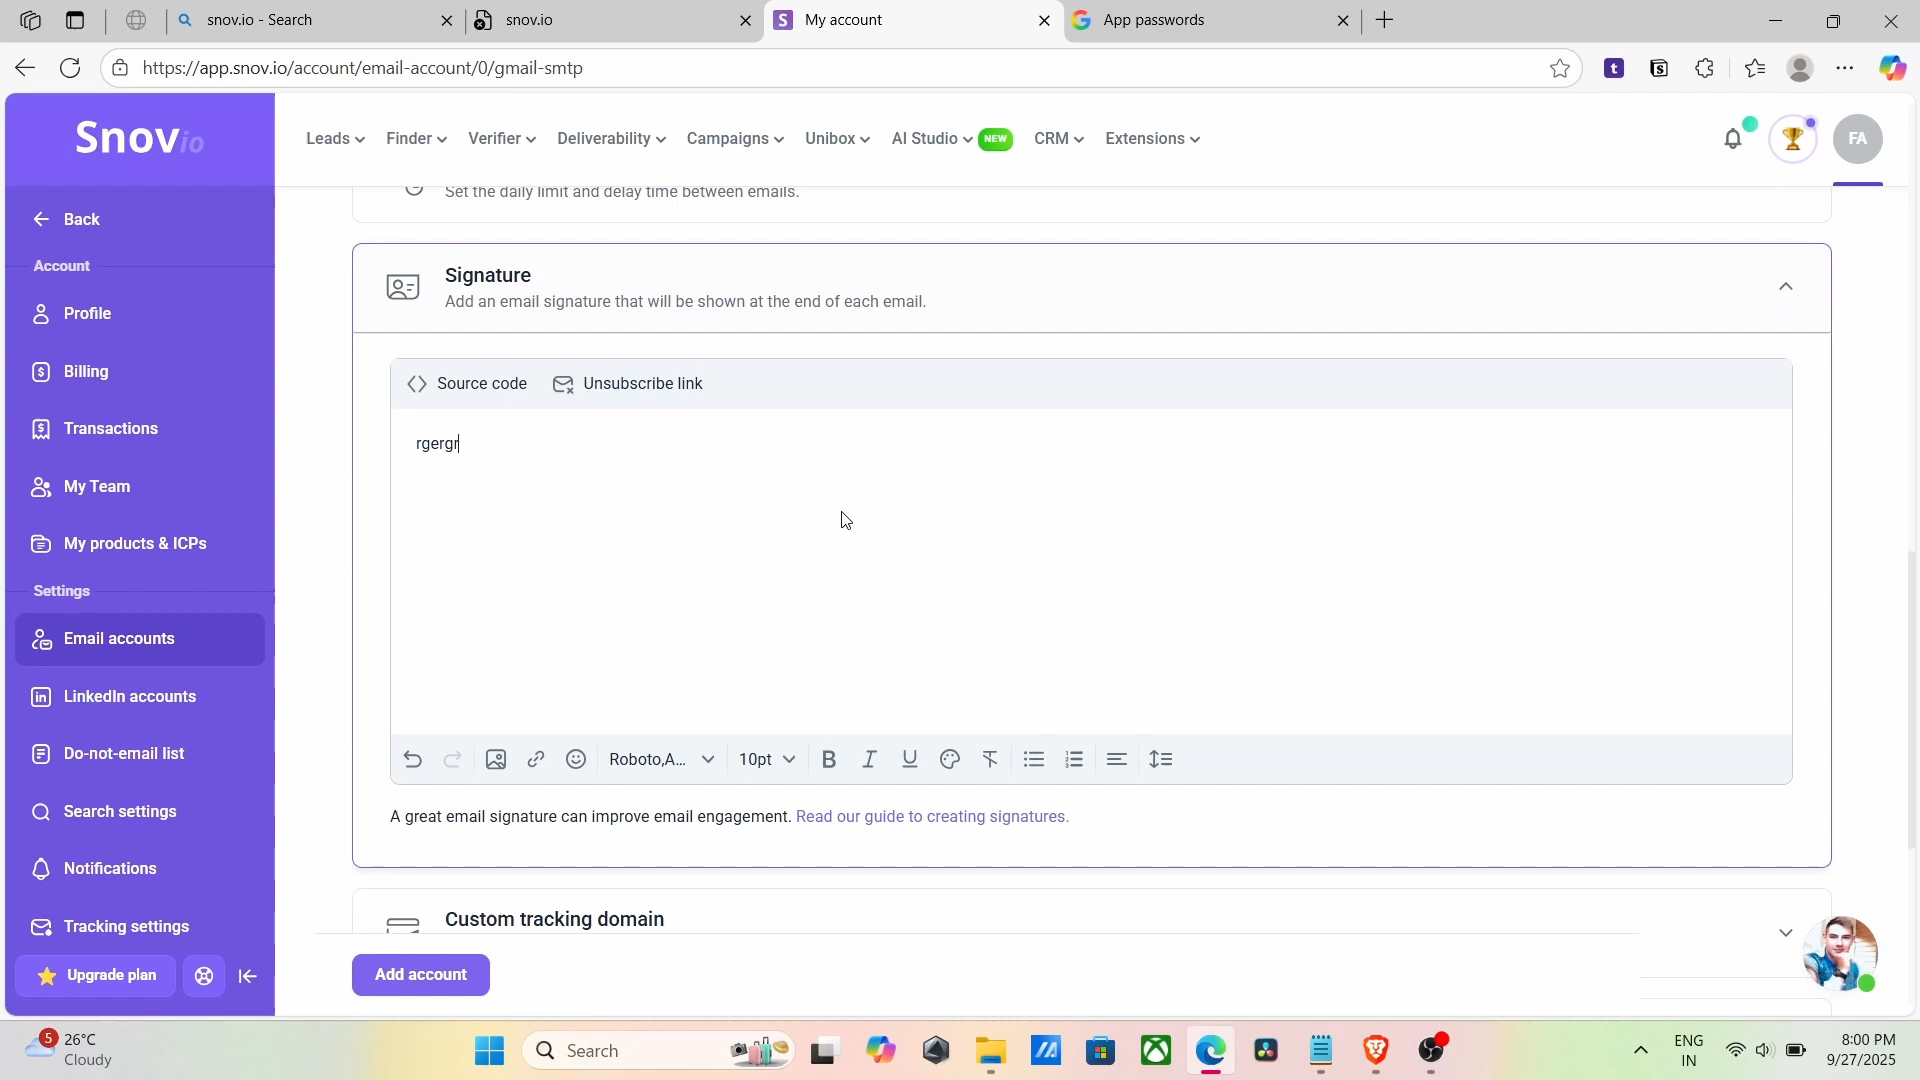 snov.io - Search
snov.io
My account
App passwords
https://app.snov.io/account/email-account/0/gmail-smtp
Snovio
Leads
Finder
Verifier
Deliverability
Campaigns
Unibox
AI Studio
NEW
CRM
Extensions
FA
Back
Account
Profile
Billing
Transactions
My Team
My products & ICPs
Settings
Email accounts
LinkedIn accounts
Do-not-email list
Search settings
Notifications
Tracking settings
Upgrade plan
Set the daily limit and delay time between emails.
Signature
Add an email signature that will be shown at the end of each email.
Source code
Unsubscribe link
rgergr
Roboto,A...
10pt
A great email signature can improve email engagement. Read our guide to creating signatures.
Custom tracking domain
Add account
5
26°C
Cloudy
Search
ENG
IN
8:00 PM
9/27/2025